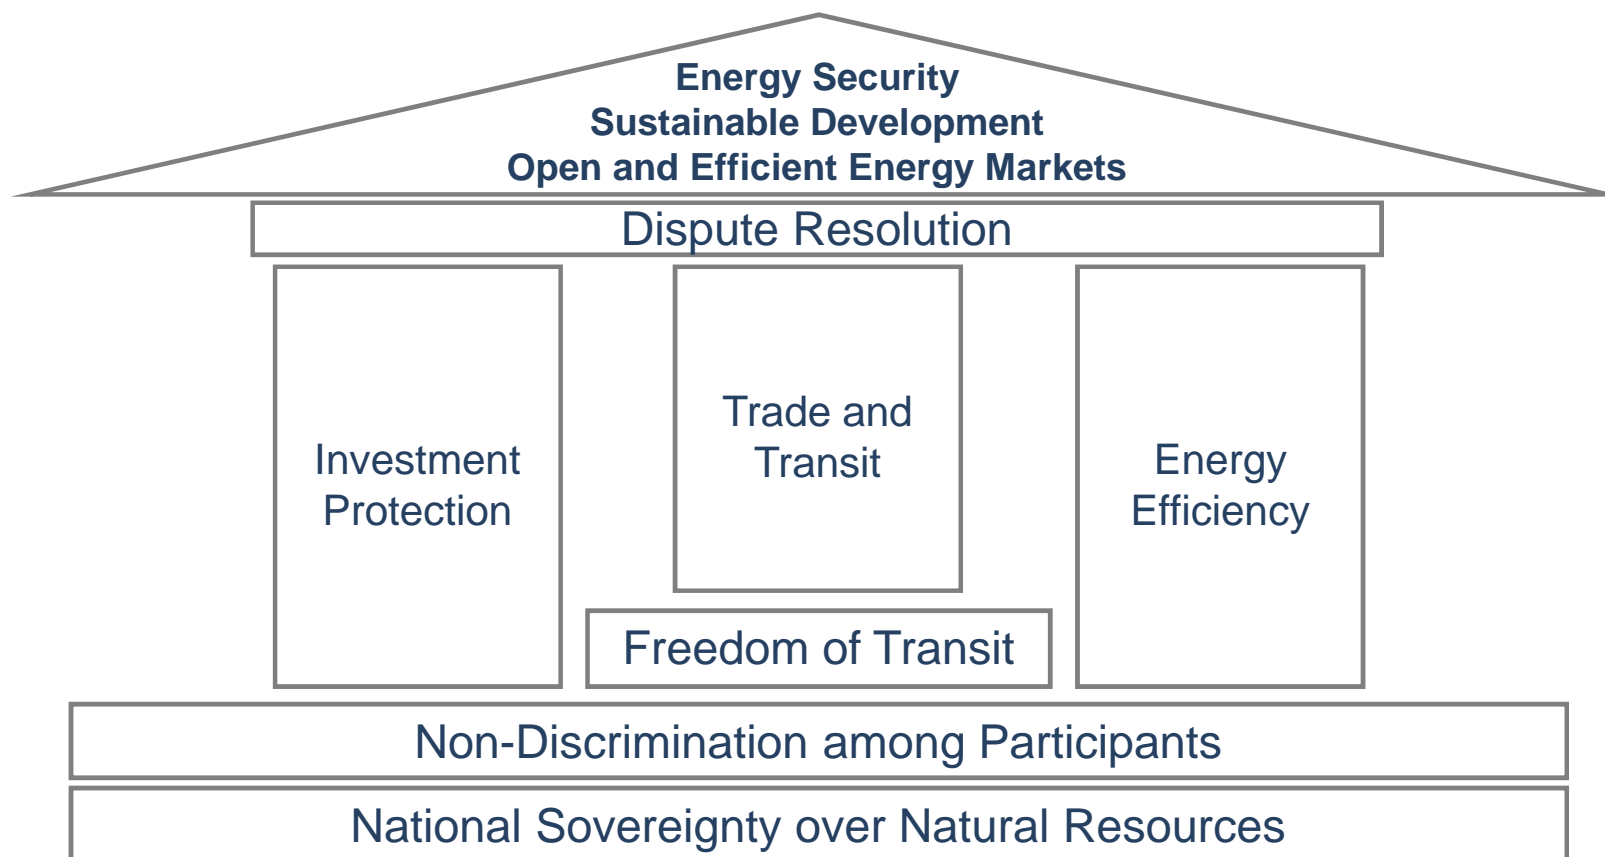 Energy Security
Sustainable Development
Open and Efficient Energy Markets
Dispute Resolution
Investment
Protection
Trade and
Transit
Energy
Efficiency
Freedom of Transit
Non-Discrimination among Participants
National Sovereignty over Natural Resources